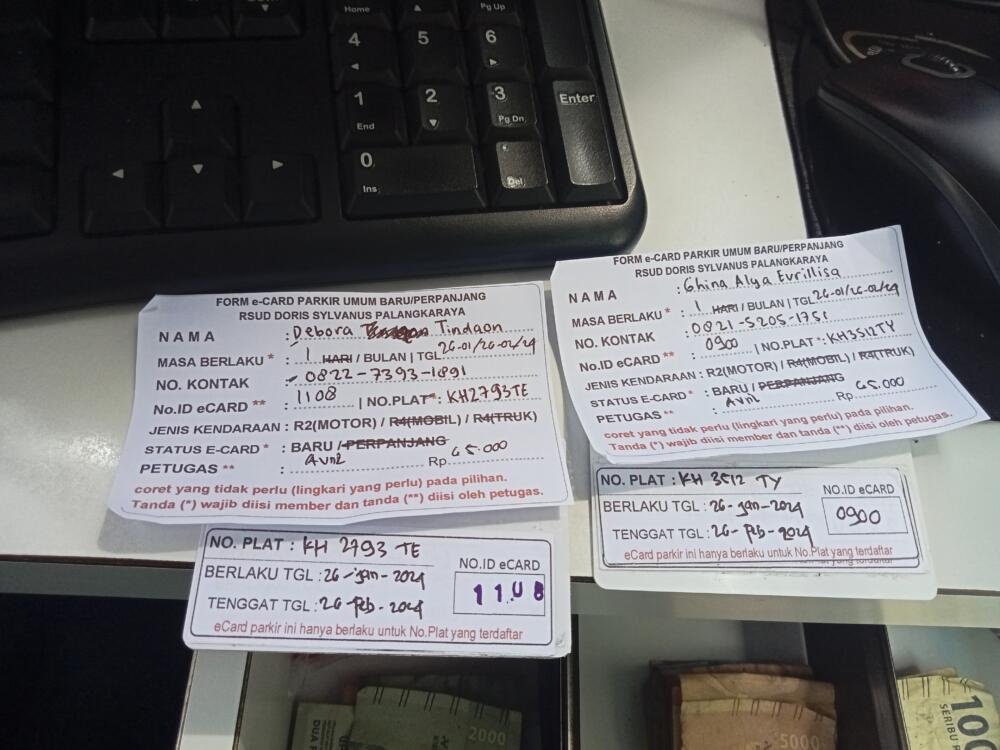 Home
Pg Up
4
5
6
1
End
2
3
Pg Dn
Enter
0
Ins
Del
FORM e-CARD PARKIR UMUM BARU/PERPANJANG
RSUD DORIS SYLVANUS PALANGKARAYA
NAMA : Debora Tindaon
MASA BERLAKU * : 1 HARI / BULAN | TGL 26-01/26-02/24
NO. KONTAK : 0822-7393-1891
No.ID eCARD ** : 1108 | NO.PLAT*: KH2793TE
JENIS KENDARAAN : R2(MOTOR) / R4(MOBIL) / R4(TRUK)
STATUS E-CARD * : BARU / PERPANJANG
PETUGAS ** : Rp 65.000
coret yang tidak perlu (lingkari yang perlu) pada pilihan.
Tanda (*) wajib diisi member dan tanda (**) diisi oleh petugas.
NO. PLAT : KH 2793 TE
BERLAKU TGL : 26-jan-2024
TENGGAT TGL : 26-feb-2024
NO.ID eCARD
1108
eCard parkir ini hanya berlaku untuk No.Plat yang terdaftar
FORM e-CARD PARKIR UMUM BARU/PERPANJANG
RSUD DORIS SYLVANUS PALANGKARAYA
NAMA : Ghina Alya Evrillisa
MASA BERLAKU * : 1 HARI / BULAN | TGL 26-01/26-02/24
NO. KONTAK : 0821-5205-1751
No.ID eCARD ** : 0900 | NO.PLAT*: KH3512TY
JENIS KENDARAAN : R2(MOTOR) / R4(MOBIL) / R4(TRUK)
STATUS E-CARD * : BARU / PERPANJANG
PETUGAS ** : Rp 65.000
coret yang tidak perlu (lingkari yang perlu) pada pilihan.
Tanda (*) wajib diisi member dan tanda (**) diisi oleh petugas.
NO. PLAT : KH 3512 TY
BERLAKU TGL : 26-jan-2024
TENGGAT TGL : 26-feb-2024
NO.ID eCARD
0900
eCard parkir ini hanya berlaku untuk No.Plat yang terdaftar
DUA
2000
5000
100
SERIBU